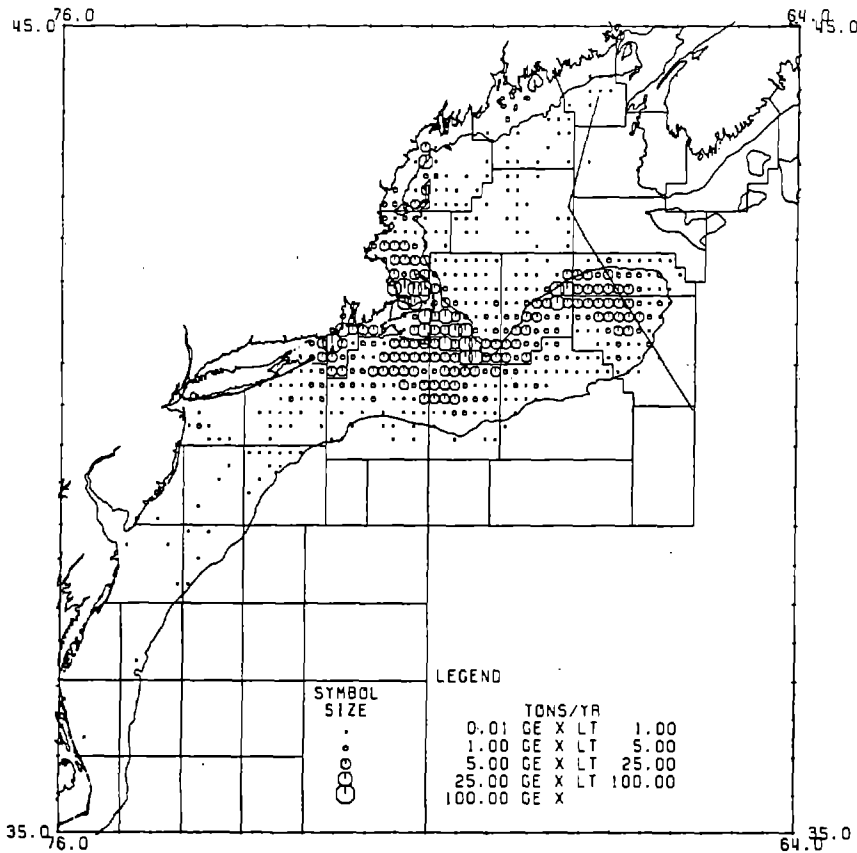 76.0
64.0
45.0
45.0
LEGEND
SYMBOL
SIZE
TONS/YR
0.01 GE X LT 1.00
1.00 GE X LT 5.00
5.00 GE X LT 25.00
25.00 GE X LT 100.00
100.00 GE X
35.0
35.0
76.0
64.0